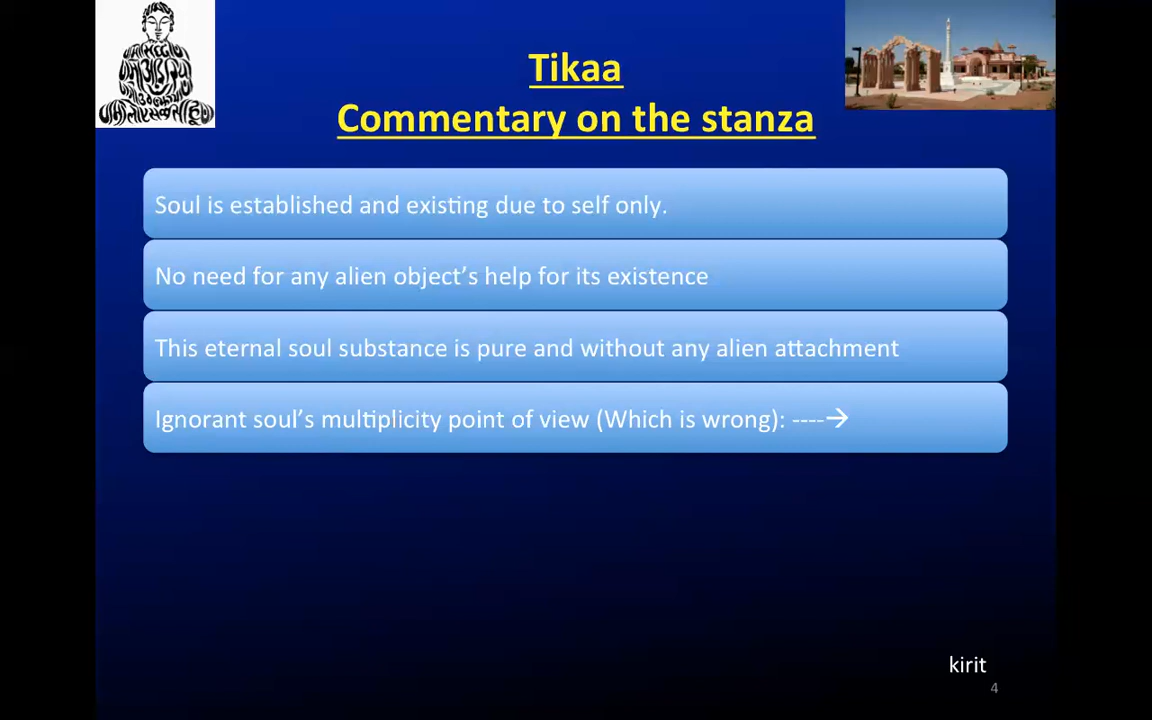 Tikaa
Commentary on the stanza
Soul is established and existing due to self only.
No need for any alien object’s help for its existence
This eternal soul substance is pure and without any alien attachment
Ignorant soul’s multiplicity point of view (Which is wrong): ----→
kirit
4